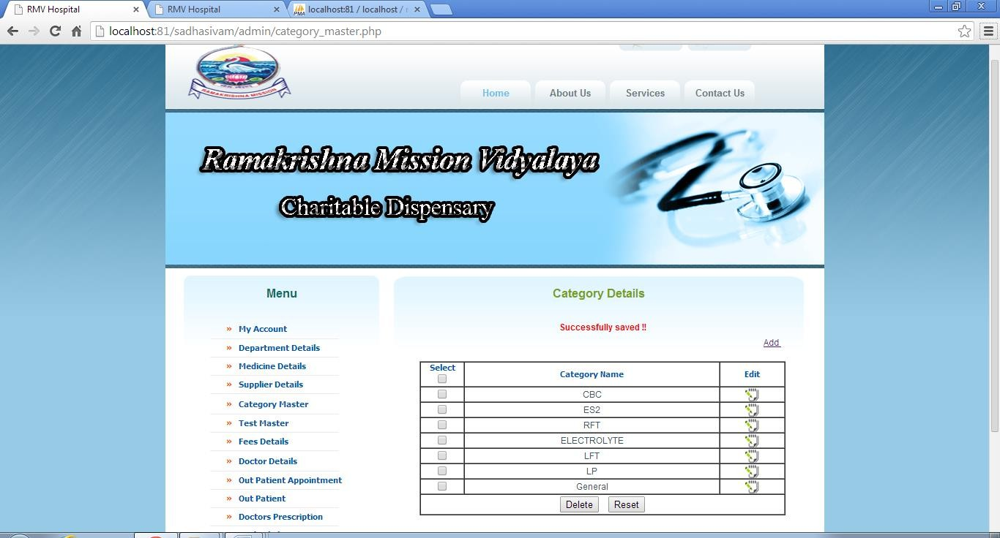 RMV Hospital
RMV Hospital
PMA localhost:81 / localhost /
localhost:81/sadhasivam/admin/category_master.php
RAMAKRISHNA MISSION
Home About Us Services Contact Us
Ramakrishna Mission Vidyalaya
Charitable Dispensary
Menu
» My Account
» Department Details
» Medicine Details
» Supplier Details
» Category Master
» Test Master
» Fees Details
» Doctor Details
» Out Patient Appointment
» Out Patient
» Doctors Prescription
Category Details
Successfully saved !!
Add
Select Category Name Edit
CBC
ES2
RFT
ELECTROLYTE
LFT
LP
General
Delete Reset